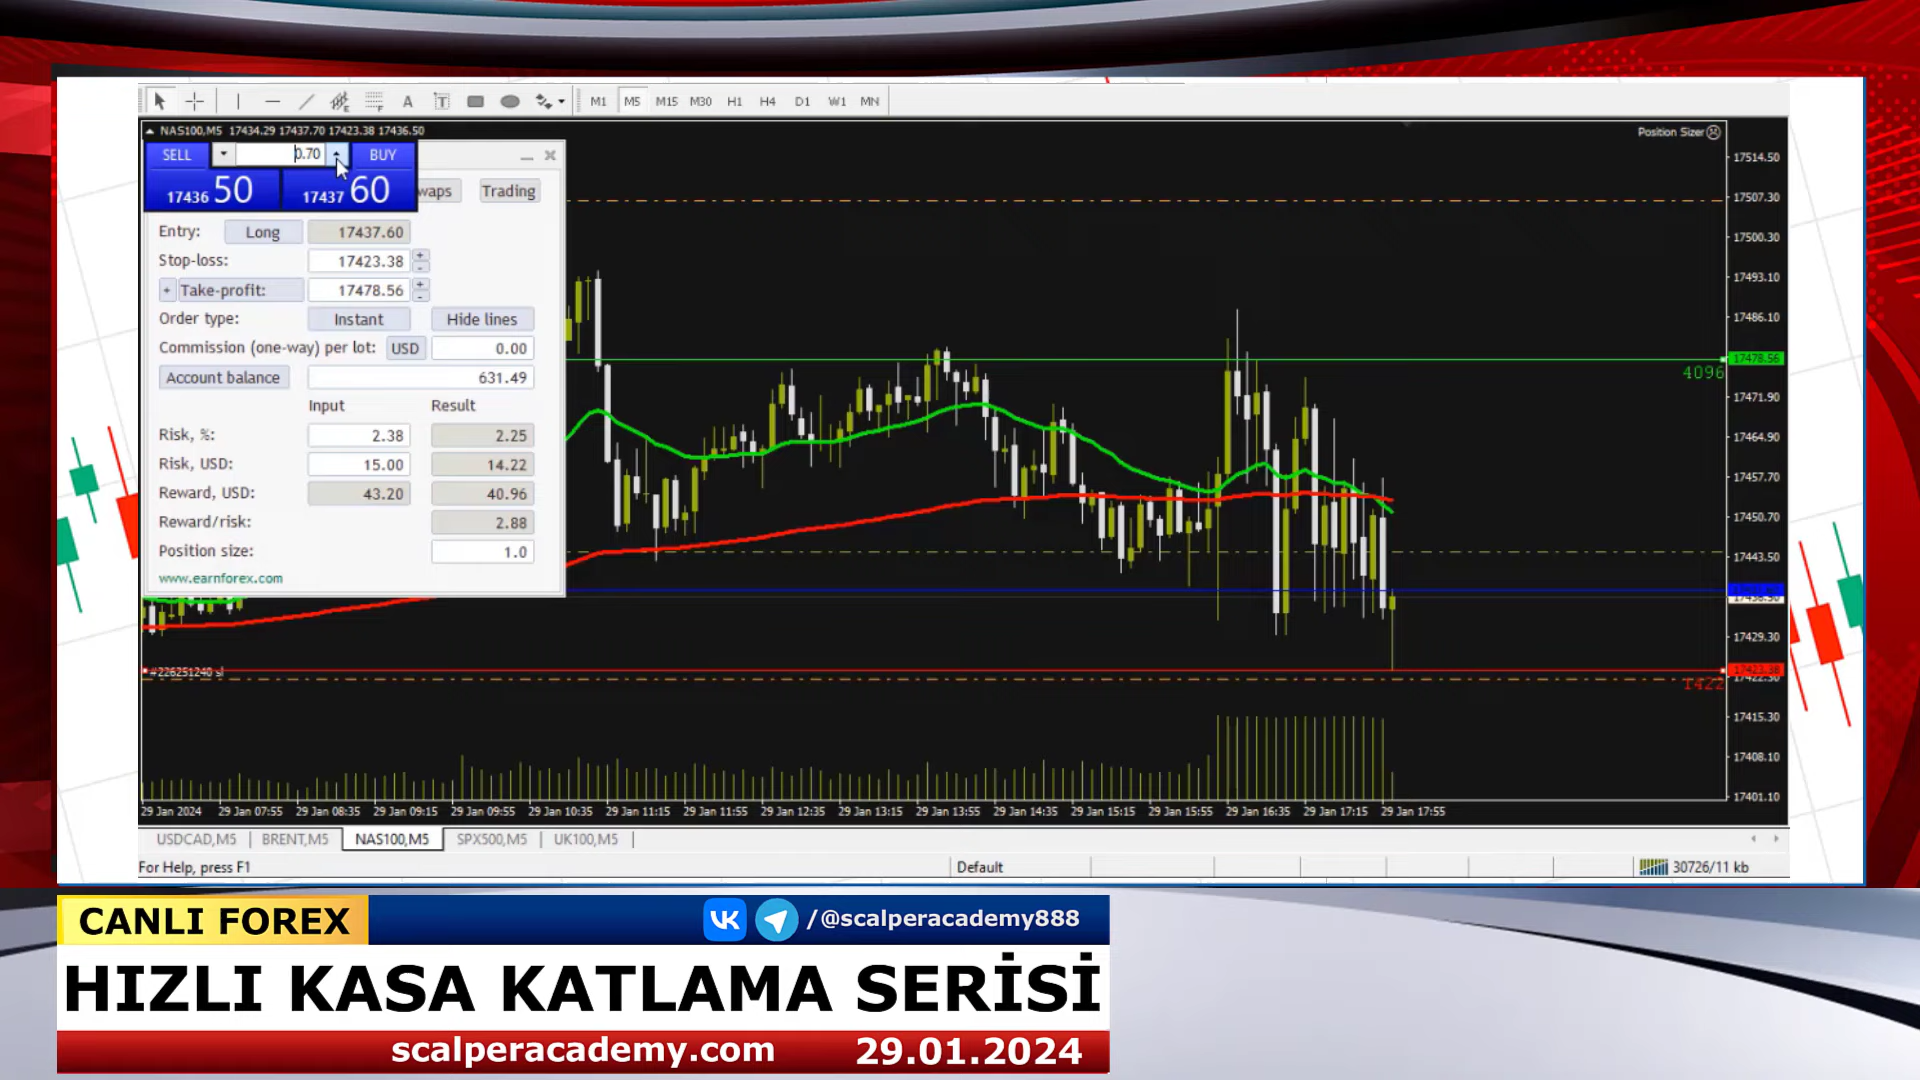 M1 M5 M15 M30 H1 H4 D1 W1 MN
NAS100,M5 17434.29 17437.70 17423.38 17436.50
Position Sizer
SELL 0.70 BUY
17436 50 17437 60
waps Trading
Entry: Long 17437.60
Stop-loss: 17423.38
+ Take-profit: 17478.56
Order type: Instant Hide lines
Commission (one-way) per lot: USD 0.00
Account balance 631.49
Input Result
Risk, %: 2.38 2.25
Risk, USD: 15.00 14.22
Reward, USD: 43.20 40.96
Reward/risk: 2.88
Position size: 1.0
www.earnforex.com
17514.50
17507.30
17500.30
17493.10
17486.10
17478.56
4096
17471.90
17464.90
17457.70
17450.70
17443.50
17429.30
#226251240 sl
17423.38
17422.30
1422
17415.30
17408.10
17401.10
29 Jan 2024 29 Jan 07:55 29 Jan 08:35 29 Jan 09:15 29 Jan 09:55 29 Jan 10:35 29 Jan 11:15 29 Jan 11:55 29 Jan 12:35 29 Jan 13:15 29 Jan 13:55 29 Jan 14:35 29 Jan 15:15 29 Jan 15:55 29 Jan 16:35 29 Jan 17:15 29 Jan 17:55
USDCAD,M5 BRENT,M5 NAS100,M5 SPX500,M5 UK100,M5
For Help, press F1 Default 30726/11 kb
CANLI FOREX /@scalperacademy888
HIZLI KASA KATLAMA SERİSİ
scalperacademy.com 29.01.2024